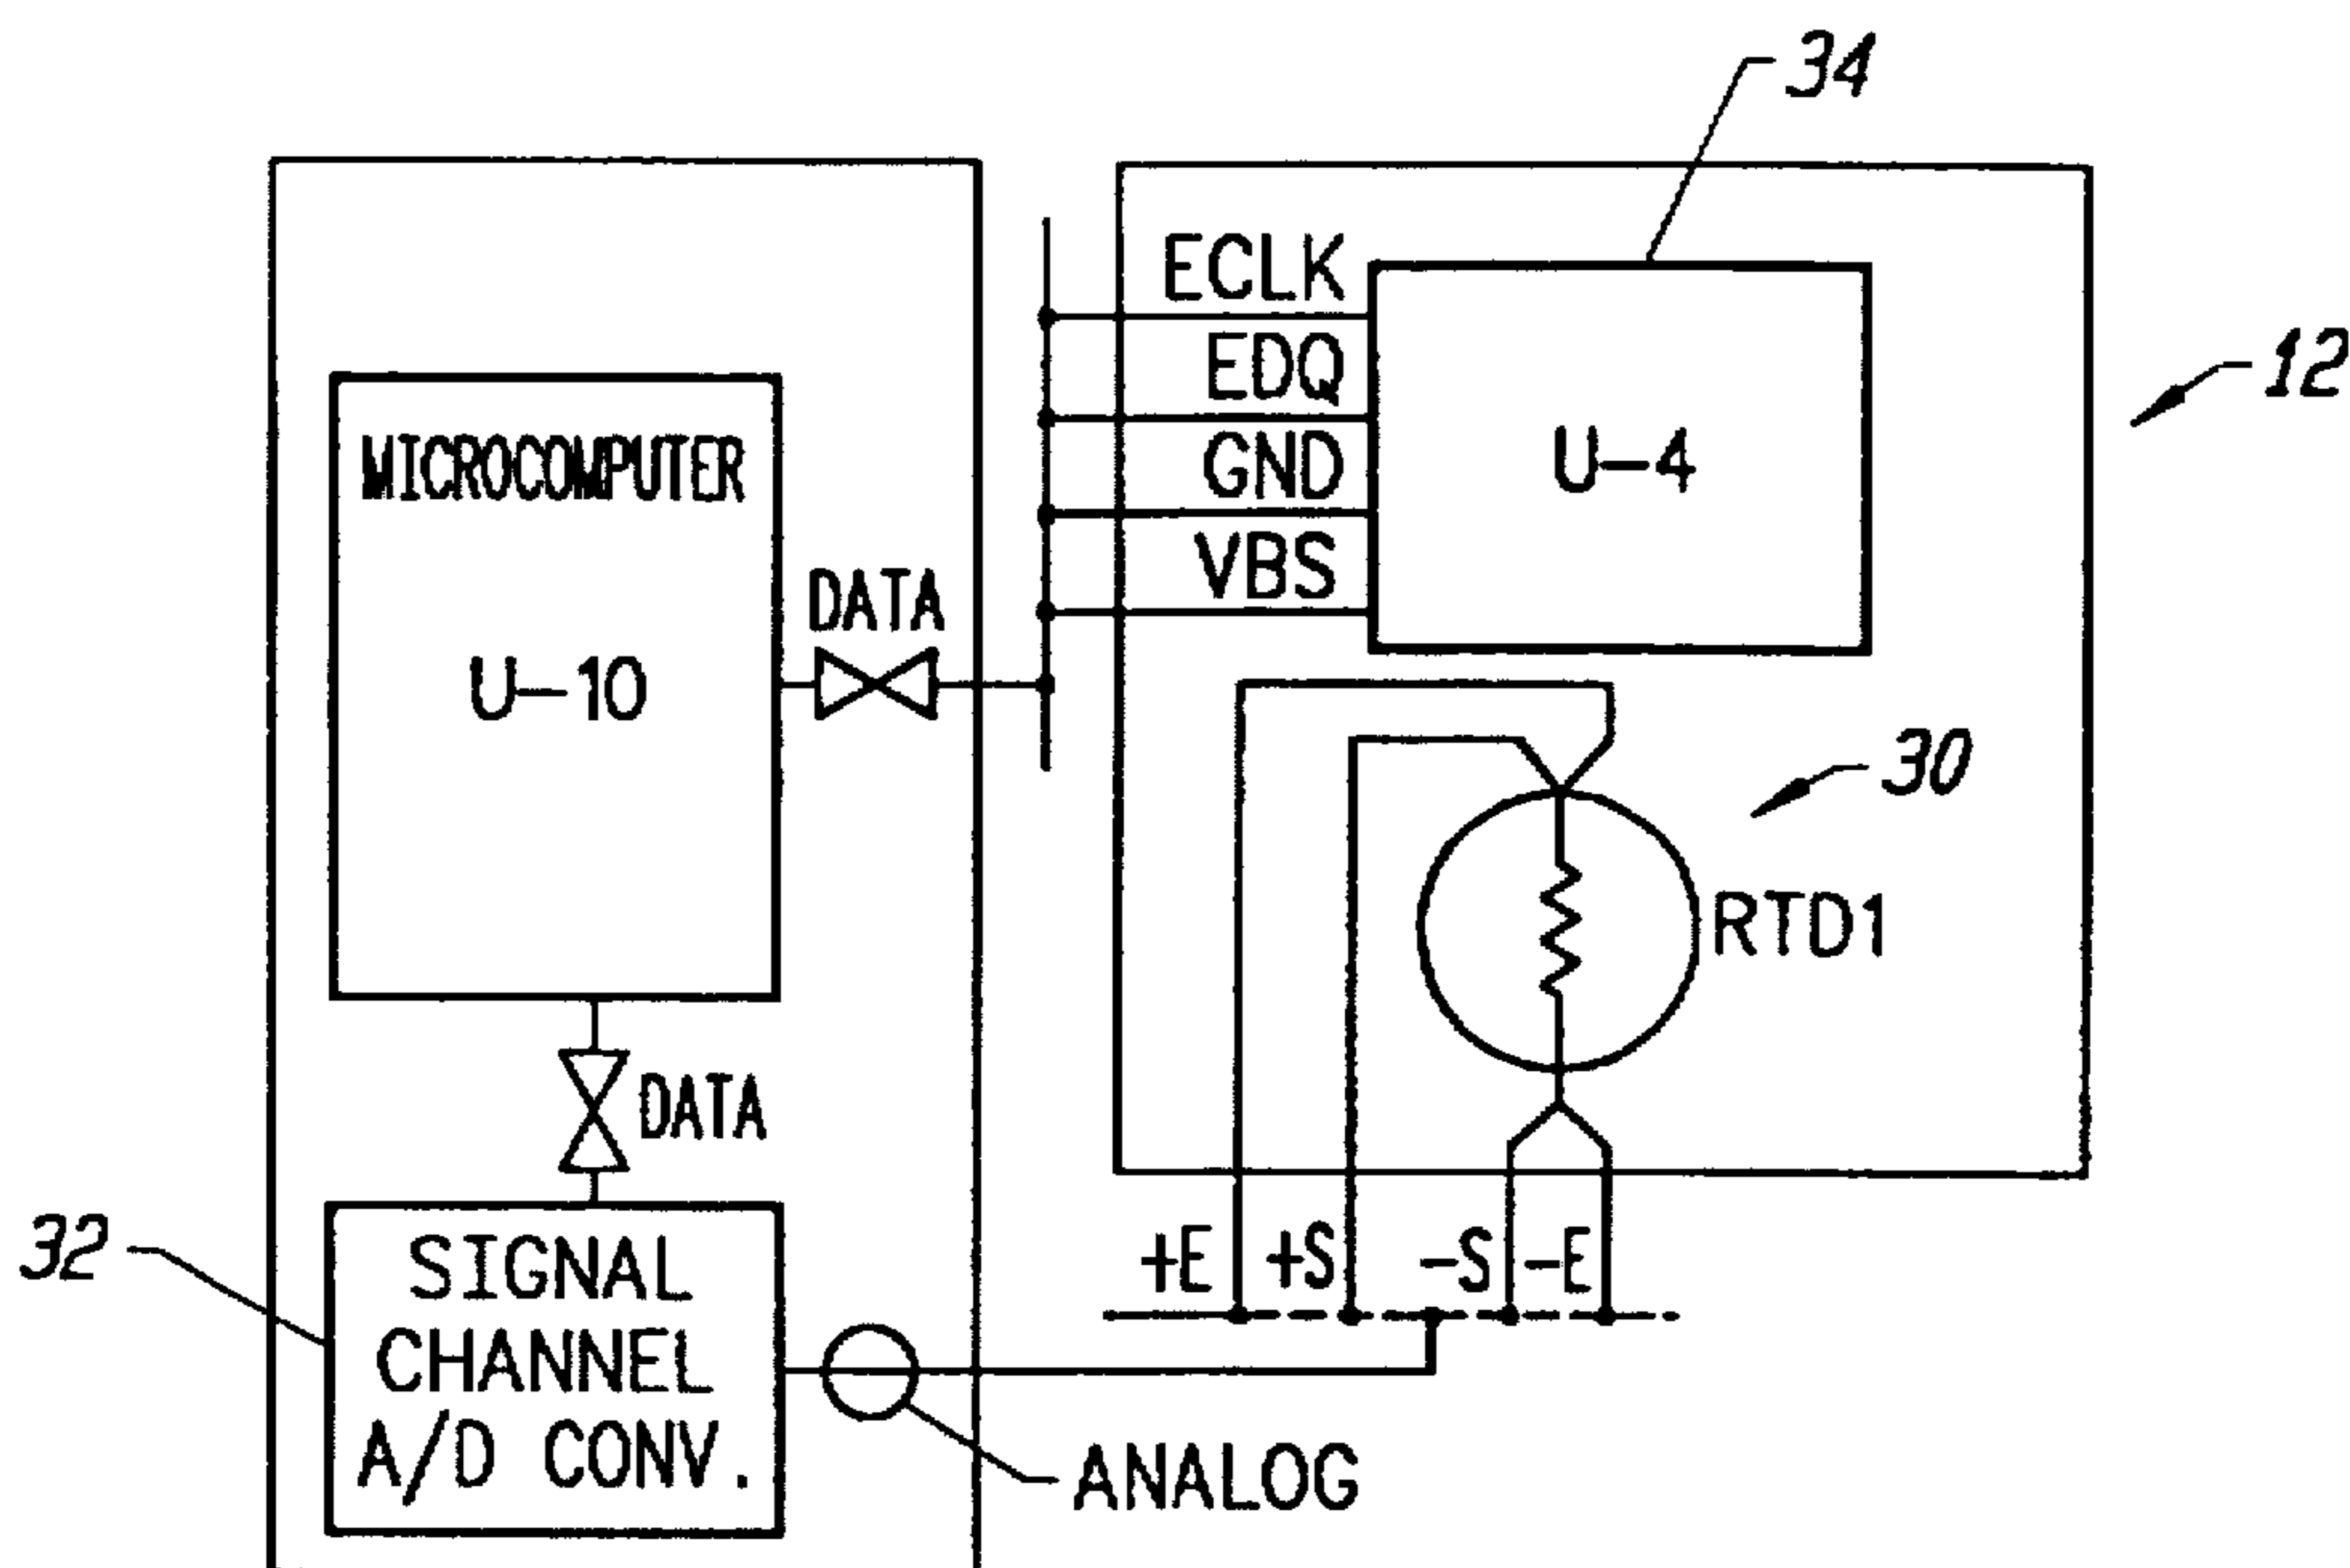 34
ECLK
EDQ
GND
VBS
U-4
12
MICROCOMPUTER
U-10
DATA
30
RTD1
DATA
32
SIGNAL
CHANNEL
A/D CONV.
+E +S -S -E
ANALOG